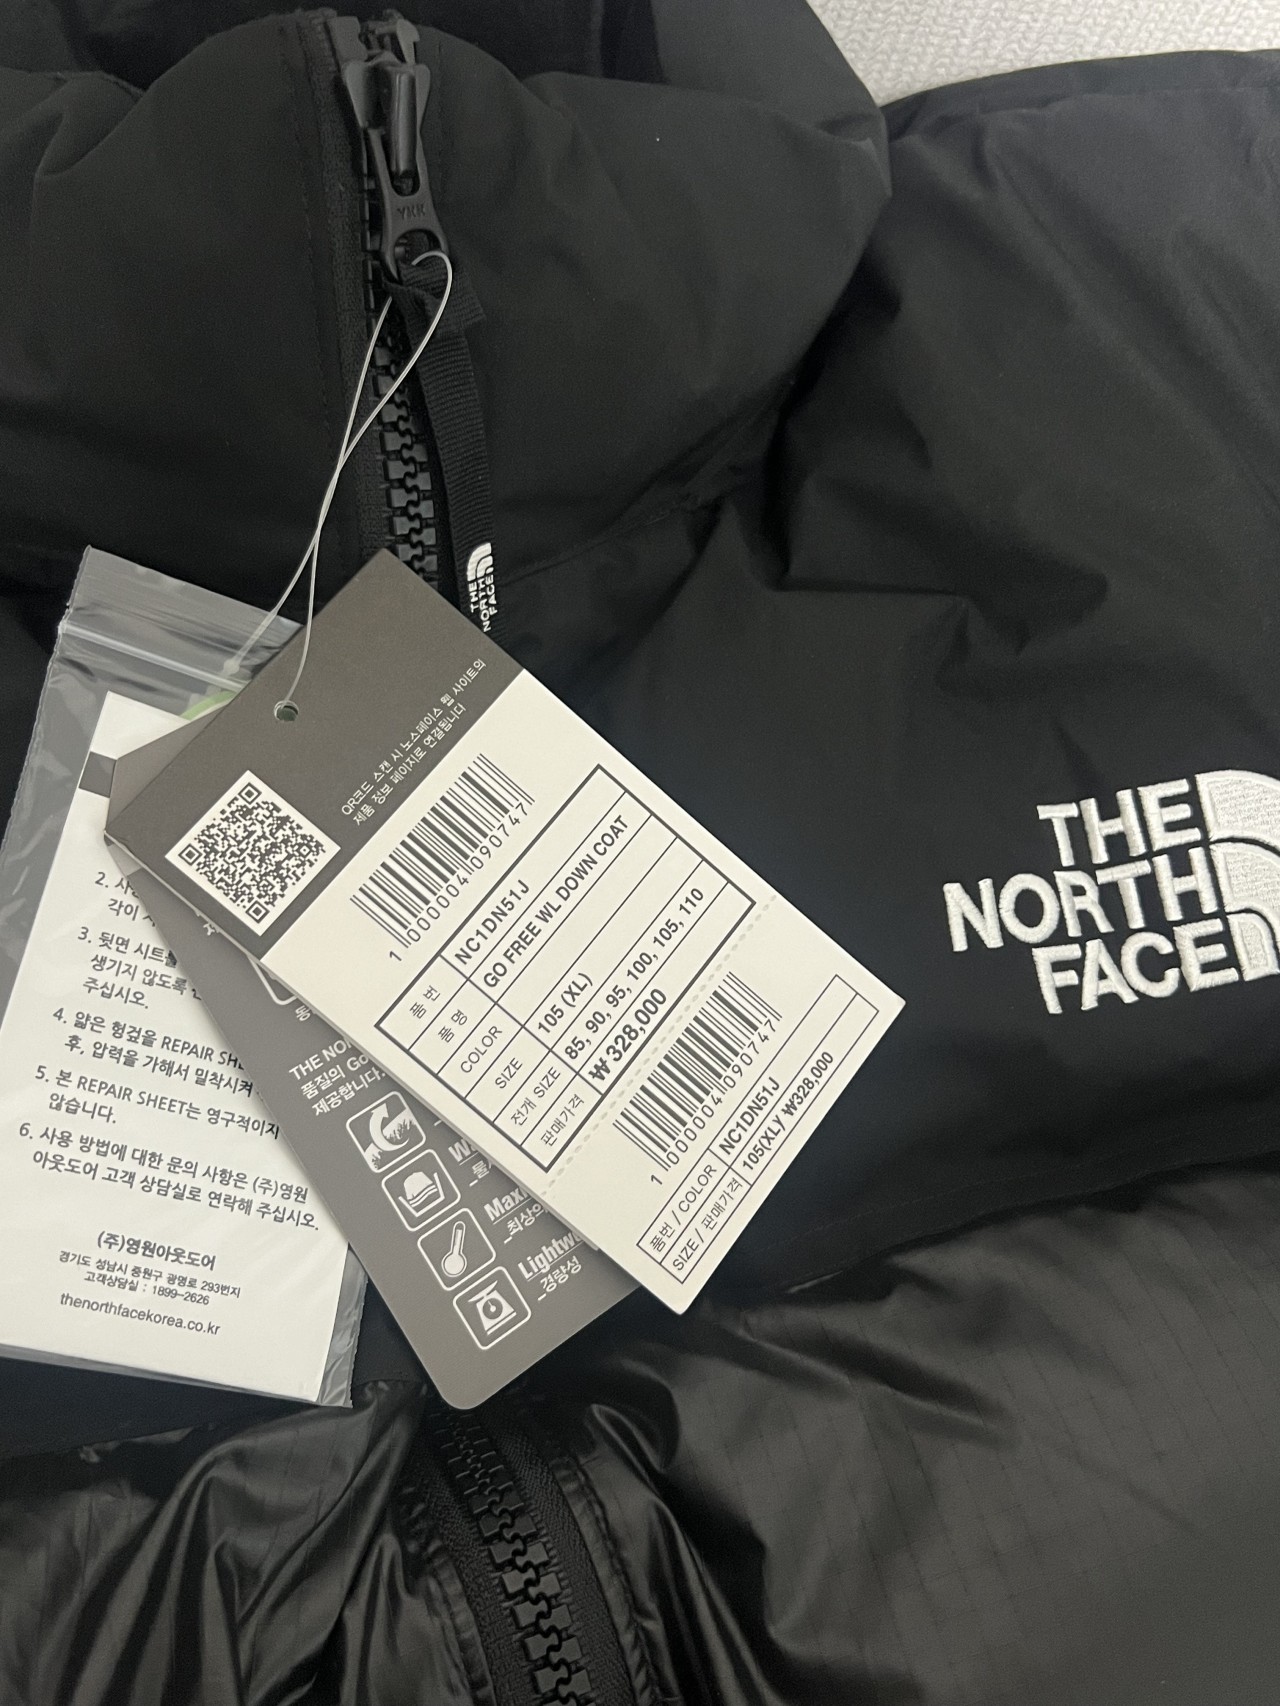 YKK
THE
NORTH
FACE
QR코드 스캔 시 노스페이스 웹 사이트의
제품 정보 페이지로 연결됩니다
1000004090747
품번 NC1DN51J
품명 GO FREE WL DOWN COAT
COLOR
SIZE 105 (XL)
전개 SIZE 85, 90, 95, 100, 105, 110
판매가격 ₩ 328,000
1000004090747
품번 / COLOR NC1DN51J
SIZE / 판매가격 105(XL)/ ₩328,000
THE
NORTH
FACE
2.
각이
3. 뒷면 시트를
생기지 않도록
주십시오.
4. 얇은 헝겊을 REPAIR
후, 압력을 가해서 밀착시켜
5. 본 REPAIR SHEET는 영구적이지
않습니다.
6. 사용 방법에 대한 문의 사항은 (주)영원
아웃도어 고객 상담실로 연락해 주십시오.
(주)영원아웃도어
경기도 성남시 중원구 광명로 293번지
고객상담실 : 1899-2626
thenorthfacekorea.co.kr
THE
품질의
제공합니다.
경량성